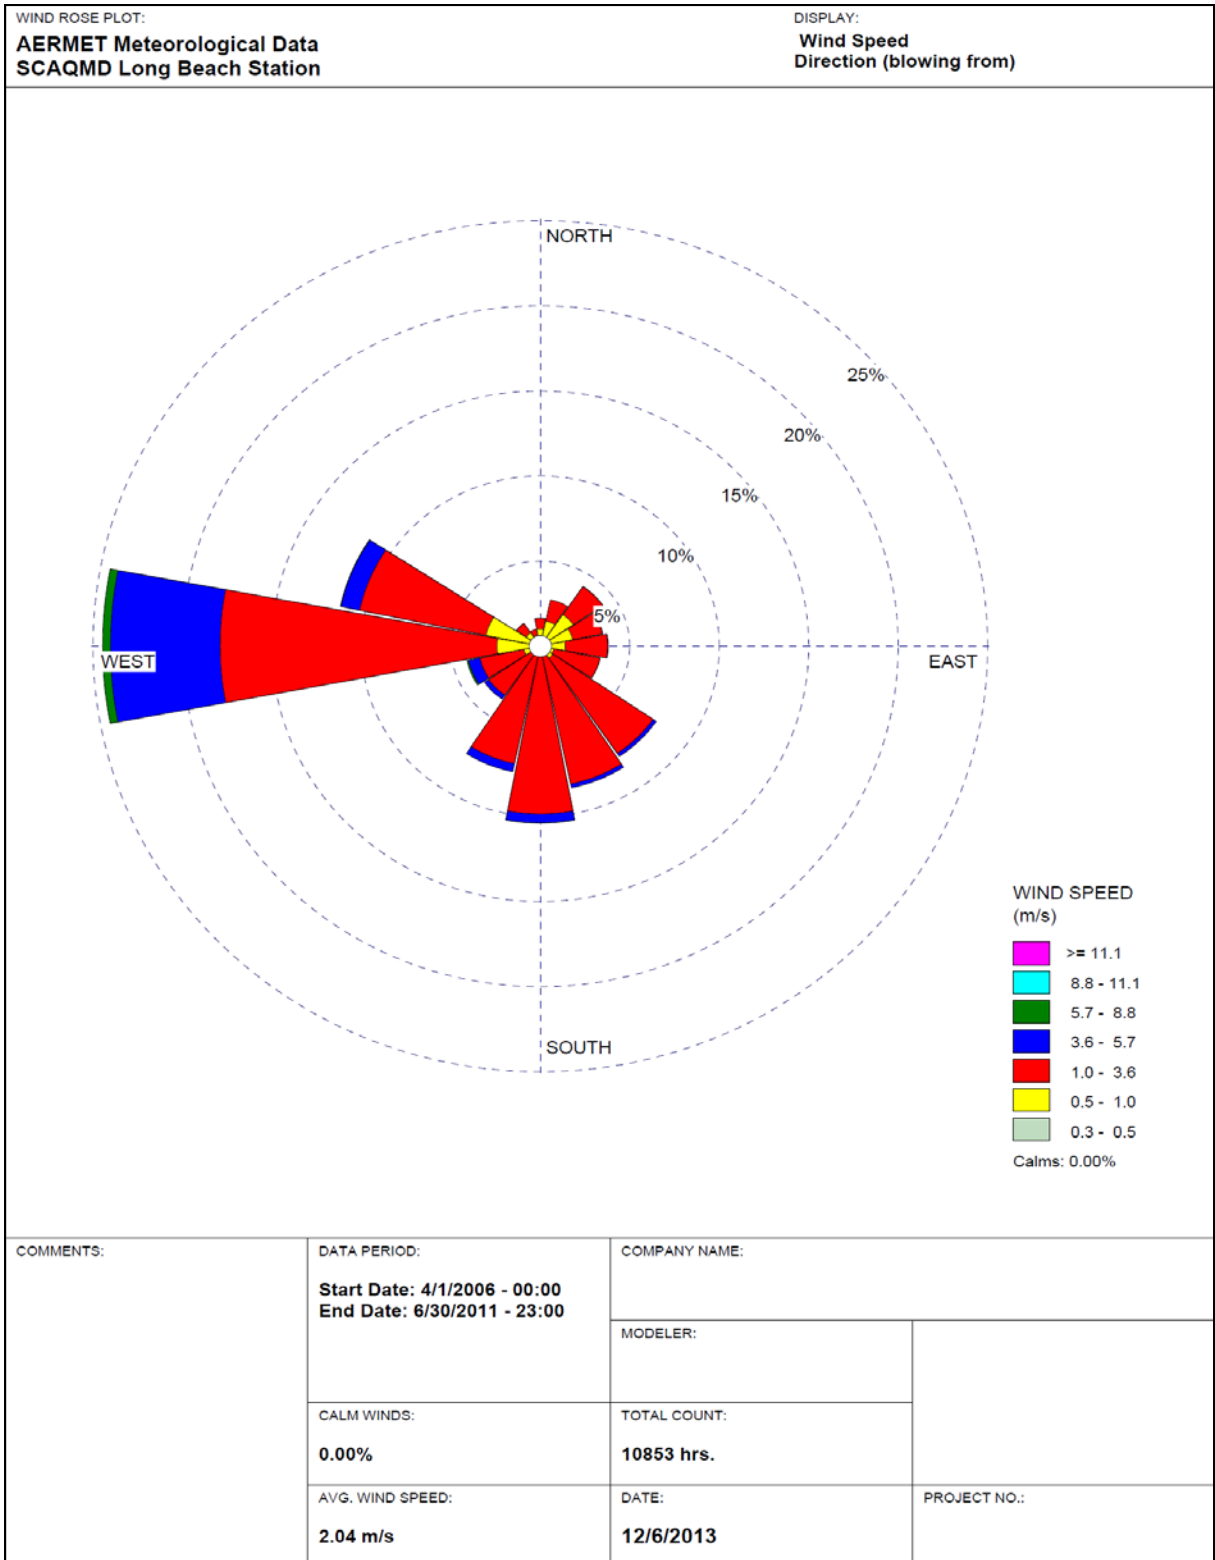 WIND ROSE PLOT:
AERMET Meteorological Data
SCAQMD Long Beach Station
DISPLAY:
Wind Speed
Direction (blowing from)
NORTH
25%
20%
15%
10%
5%
WEST
EAST
SOUTH
WIND SPEED
(m/s)
>= 11.1
8.8 - 11.1
5.7 - 8.8
3.6 - 5.7
1.0 - 3.6
0.5 - 1.0
0.3 - 0.5
Calms: 0.00%
COMMENTS:
DATA PERIOD:
Start Date: 4/1/2006 - 00:00
End Date: 6/30/2011 - 23:00
COMPANY NAME:
MODELER:
CALM WINDS:
0.00%
TOTAL COUNT:
10853 hrs.
AVG. WIND SPEED:
2.04 m/s
DATE:
12/6/2013
PROJECT NO.: